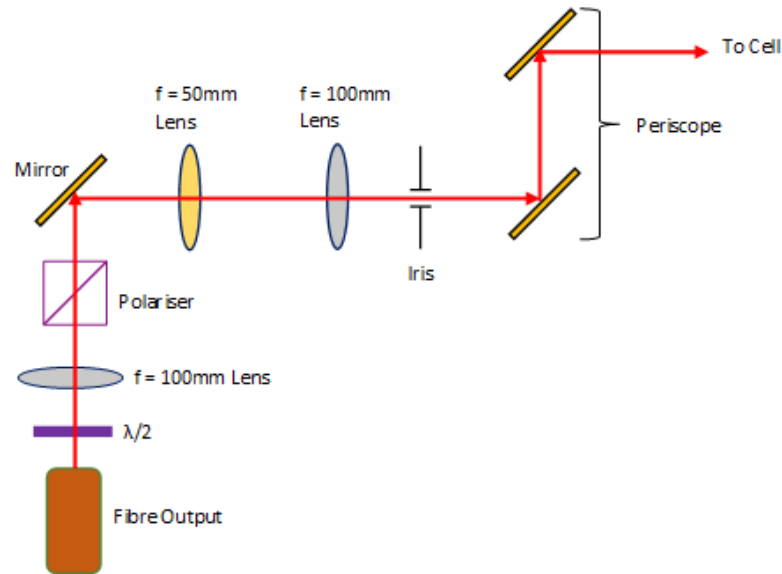 To Cell
f = 50mm
Lens
f = 100mm
Lens
Periscope
Mirror
Iris
Polariser
f = 100mm Lens
λ/2
Fibre Output